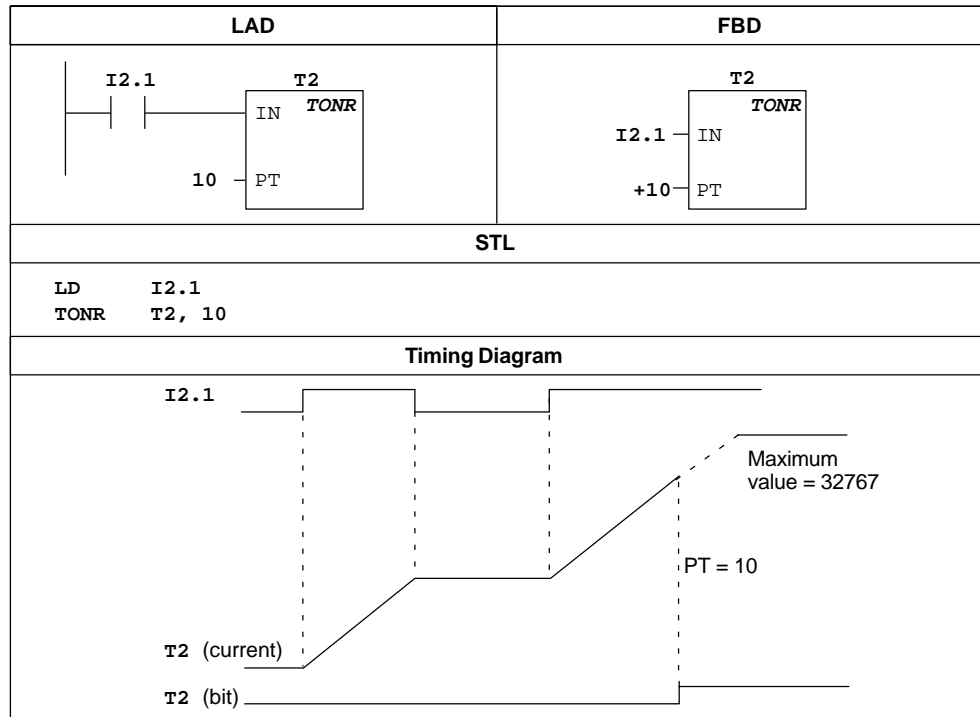 LAD
FBD
I2.1
T2
TONR
IN
10
PT
T2
TONR
I2.1
IN
+10
PT
STL
LD I2.1
TONR T2, 10
Timing Diagram
I2.1
Maximum
value = 32767
PT = 10
T2 (current)
T2 (bit)